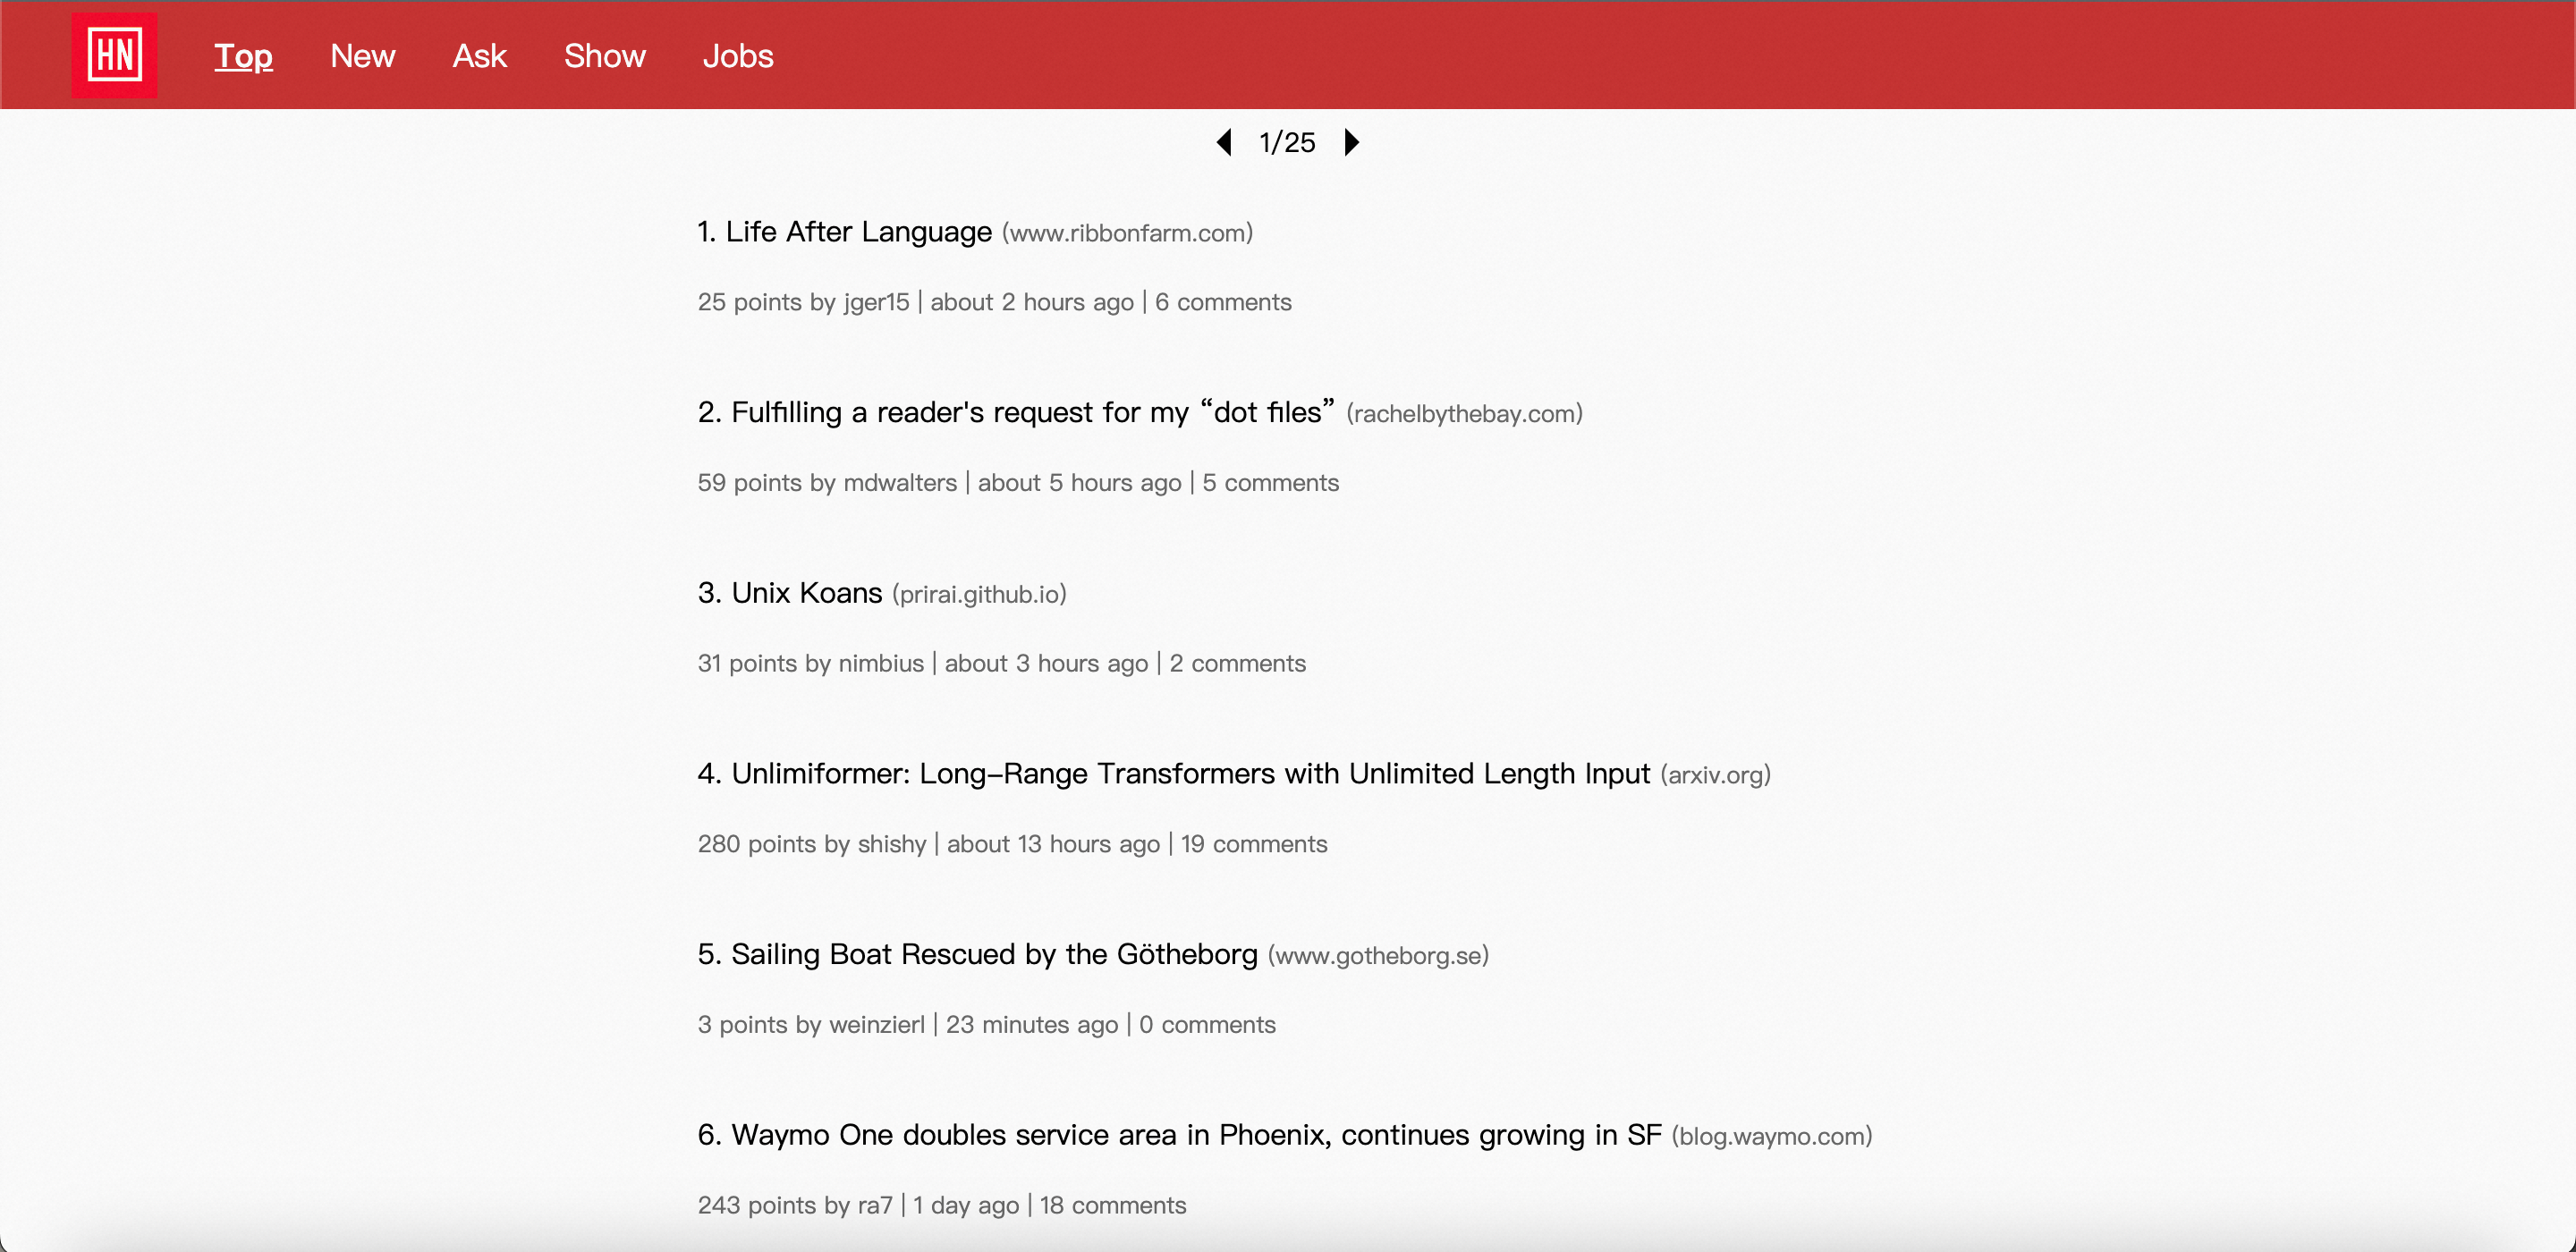 HN Top New Ask Show Jobs
1/25
1. Life After Language (www.ribbonfarm.com)
25 points by jger15 | about 2 hours ago | 6 comments
2. Fulfilling a reader's request for my “dot files” (rachelbythebay.com)
59 points by mdwalters | about 5 hours ago | 5 comments
3. Unix Koans (prirai.github.io)
31 points by nimbius | about 3 hours ago | 2 comments
4. Unlimiformer: Long-Range Transformers with Unlimited Length Input (arxiv.org)
280 points by shishy | about 13 hours ago | 19 comments
5. Sailing Boat Rescued by the Götheborg (www.gotheborg.se)
3 points by weinzierl | 23 minutes ago | 0 comments
6. Waymo One doubles service area in Phoenix, continues growing in SF (blog.waymo.com)
243 points by ra7 | 1 day ago | 18 comments